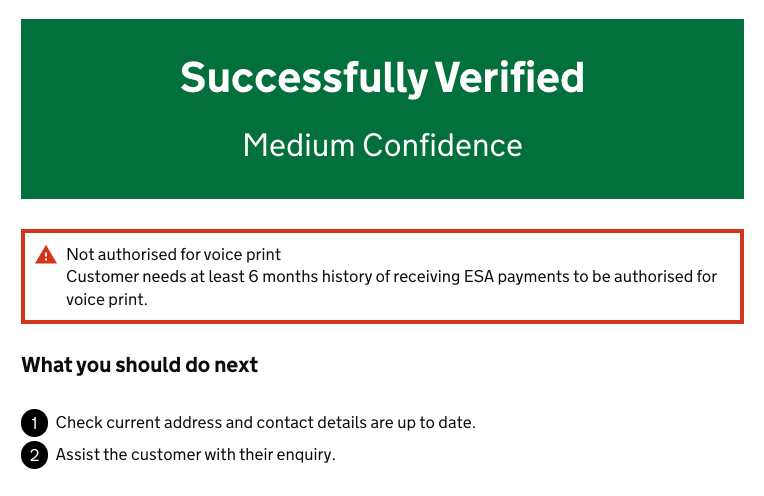 Successfully Verified
Medium Confidence
Not authorised for voice print
Customer needs at least 6 months history of receiving ESA payments to be authorised for
voice print.
What you should do next
1 Check current address and contact details are up to date.
2 Assist the customer with their enquiry.